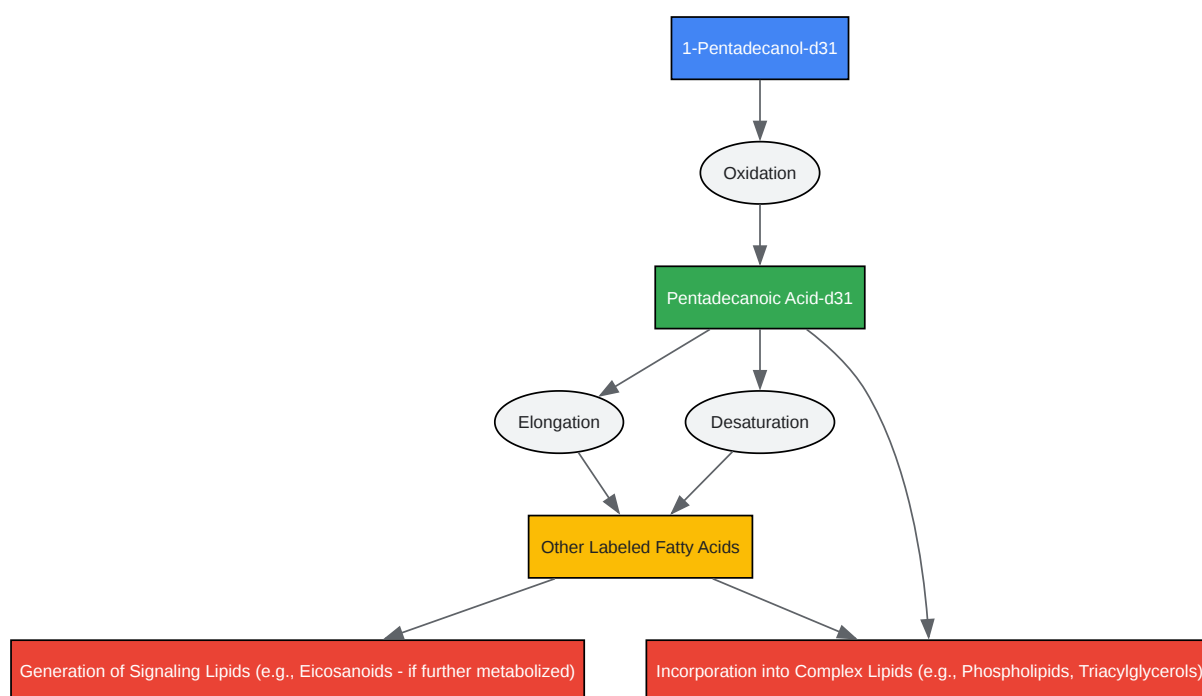 1-Pentadecanol-d31
Oxidation
Pentadecanoic Acid-d31
Elongation
Desaturation
Other Labeled Fatty Acids
Generation of Signaling Lipids (e.g., Eicosanoids - if further metabolized)
Incorporation into Complex Lipids (e.g., Phospholipids, Triacylglycerols)